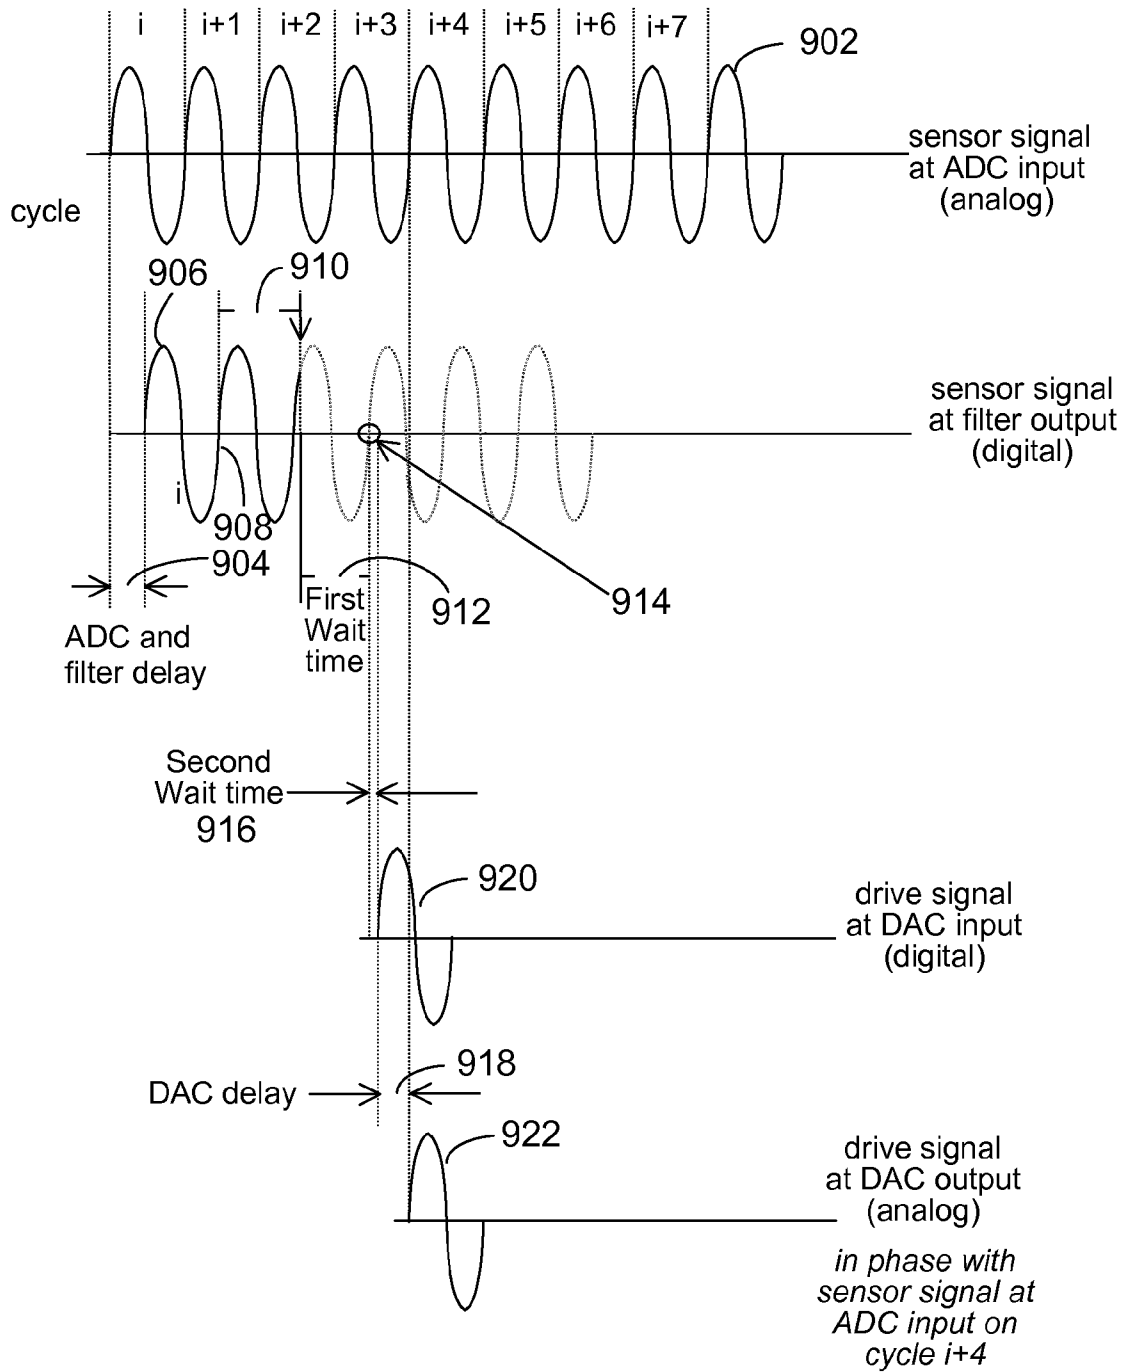 i i+1 i+2 i+3 i+4 i+5 i+6 i+7
902
sensor signal
at ADC input
(analog)
cycle
906
910
sensor signal
at filter output
(digital)
i
908
904
912
914
First
Wait
time
ADC and
filter delay
Second
Wait time
916
920
drive signal
at DAC input
(digital)
918
DAC delay
922
drive signal
at DAC output
(analog)
in phase with
sensor signal at
ADC input on
cycle i+4